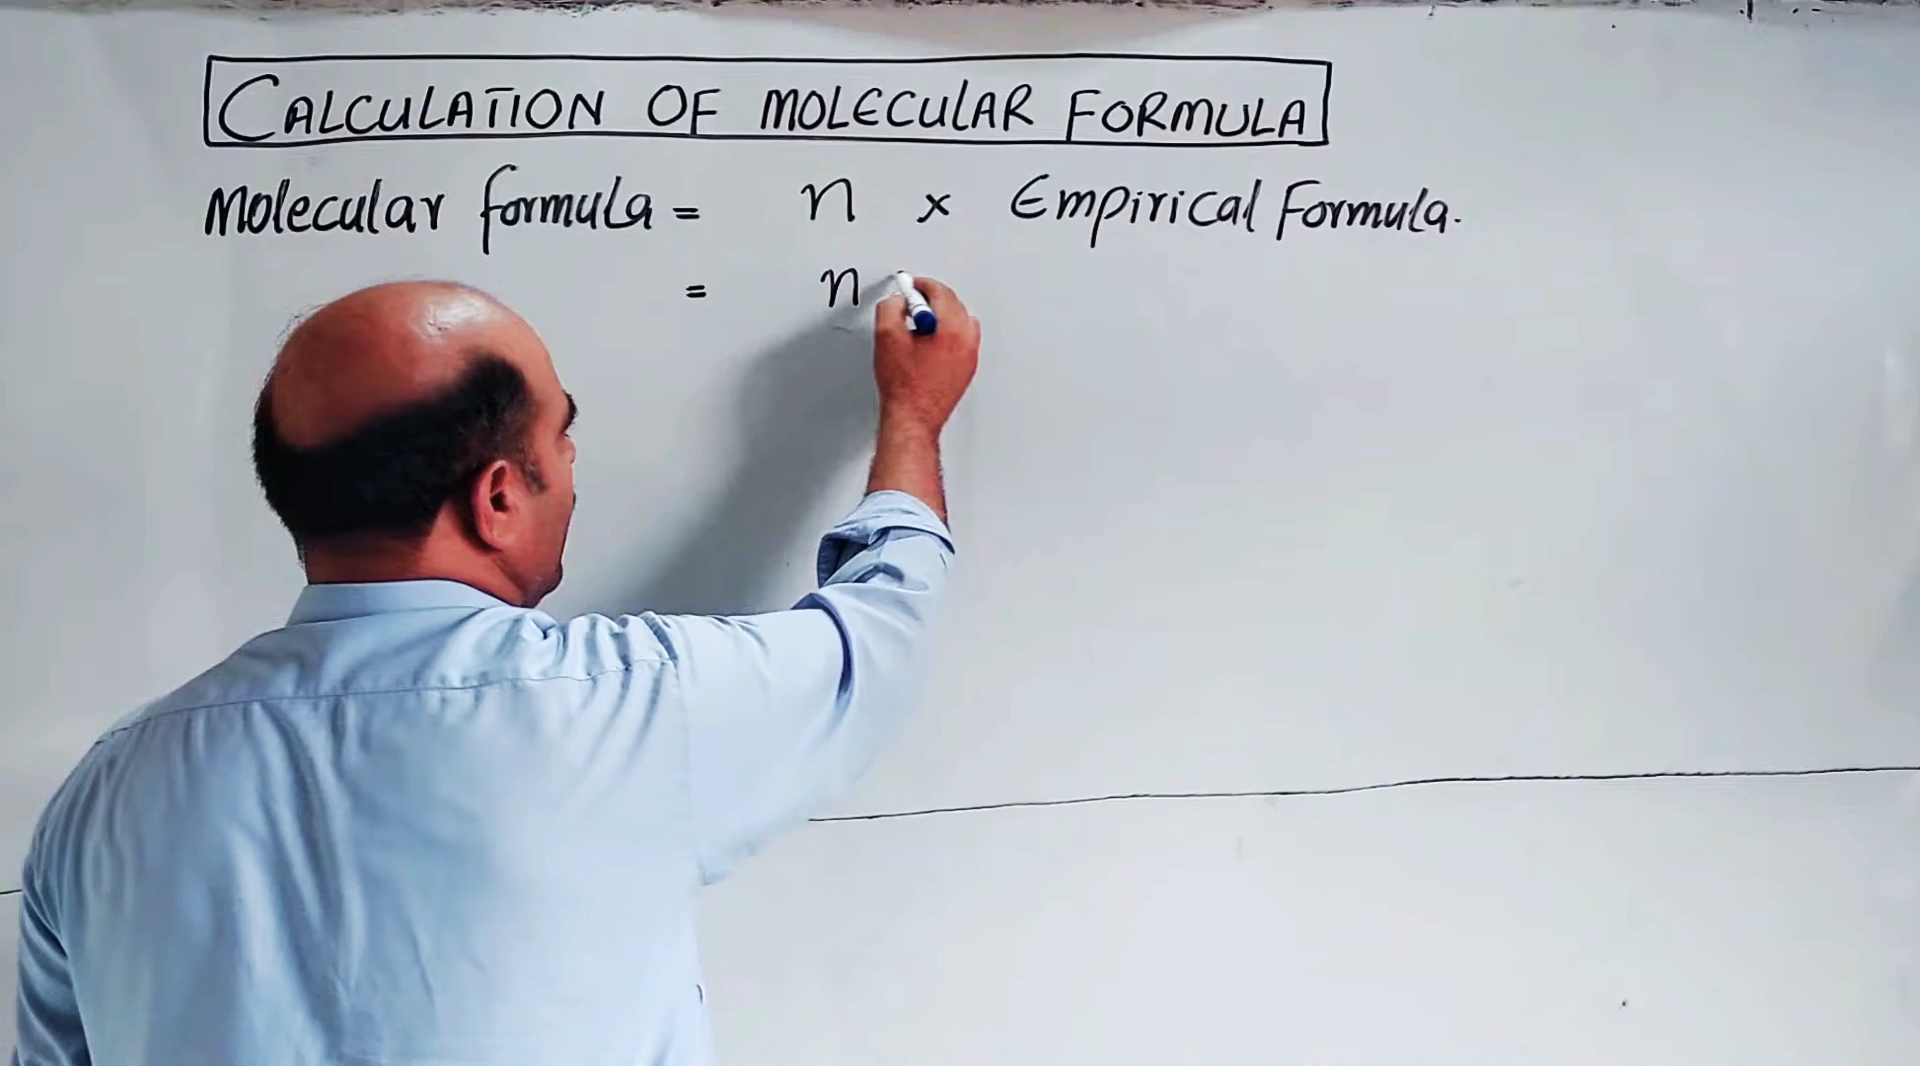 CALCULATION OF MOLECULAR FORMULA
Molecular formula = n × Empirical Formula.
= n